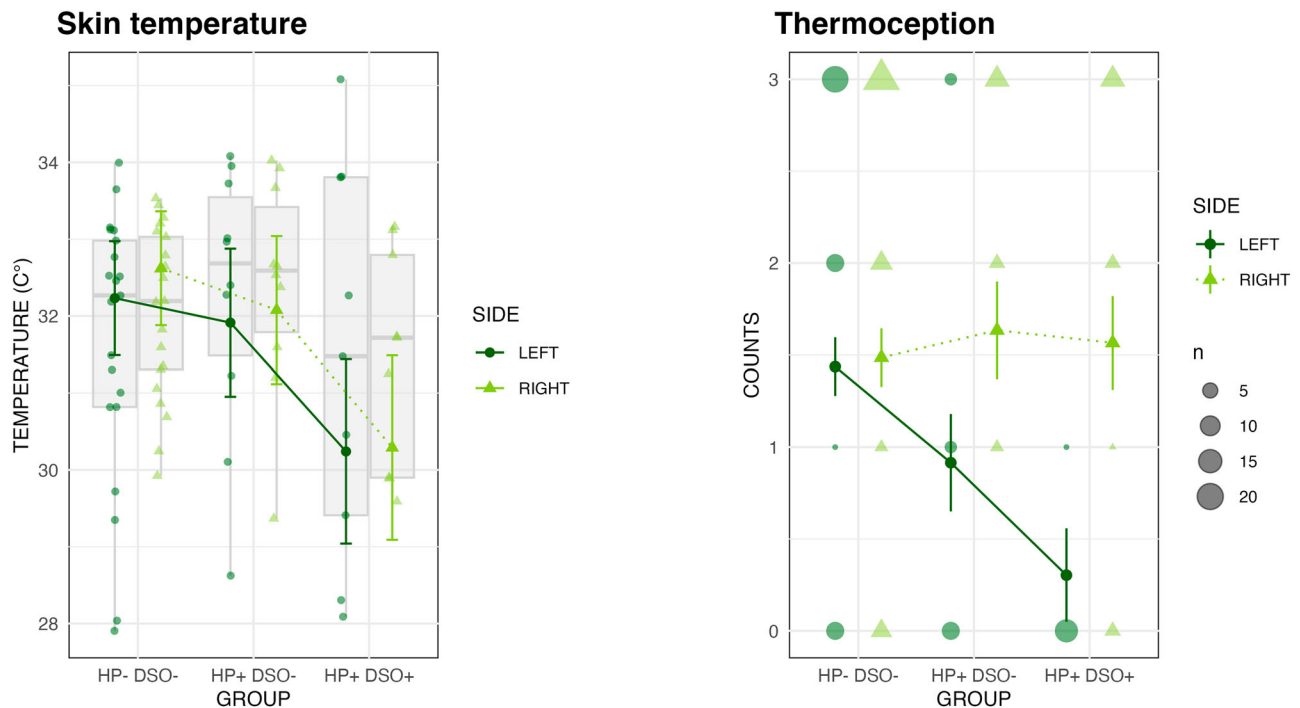 Skin temperature
TEMPERATURE (C°)
34
32
30
28
HP- DSO-
HP+ DSO-
HP+ DSO+
GROUP
SIDE
LEFT
RIGHT
Thermoception
COUNTS
3
2
1
0
HP- DSO-
HP+ DSO-
HP+ DSO+
GROUP
SIDE
LEFT
RIGHT
n
5
10
15
20